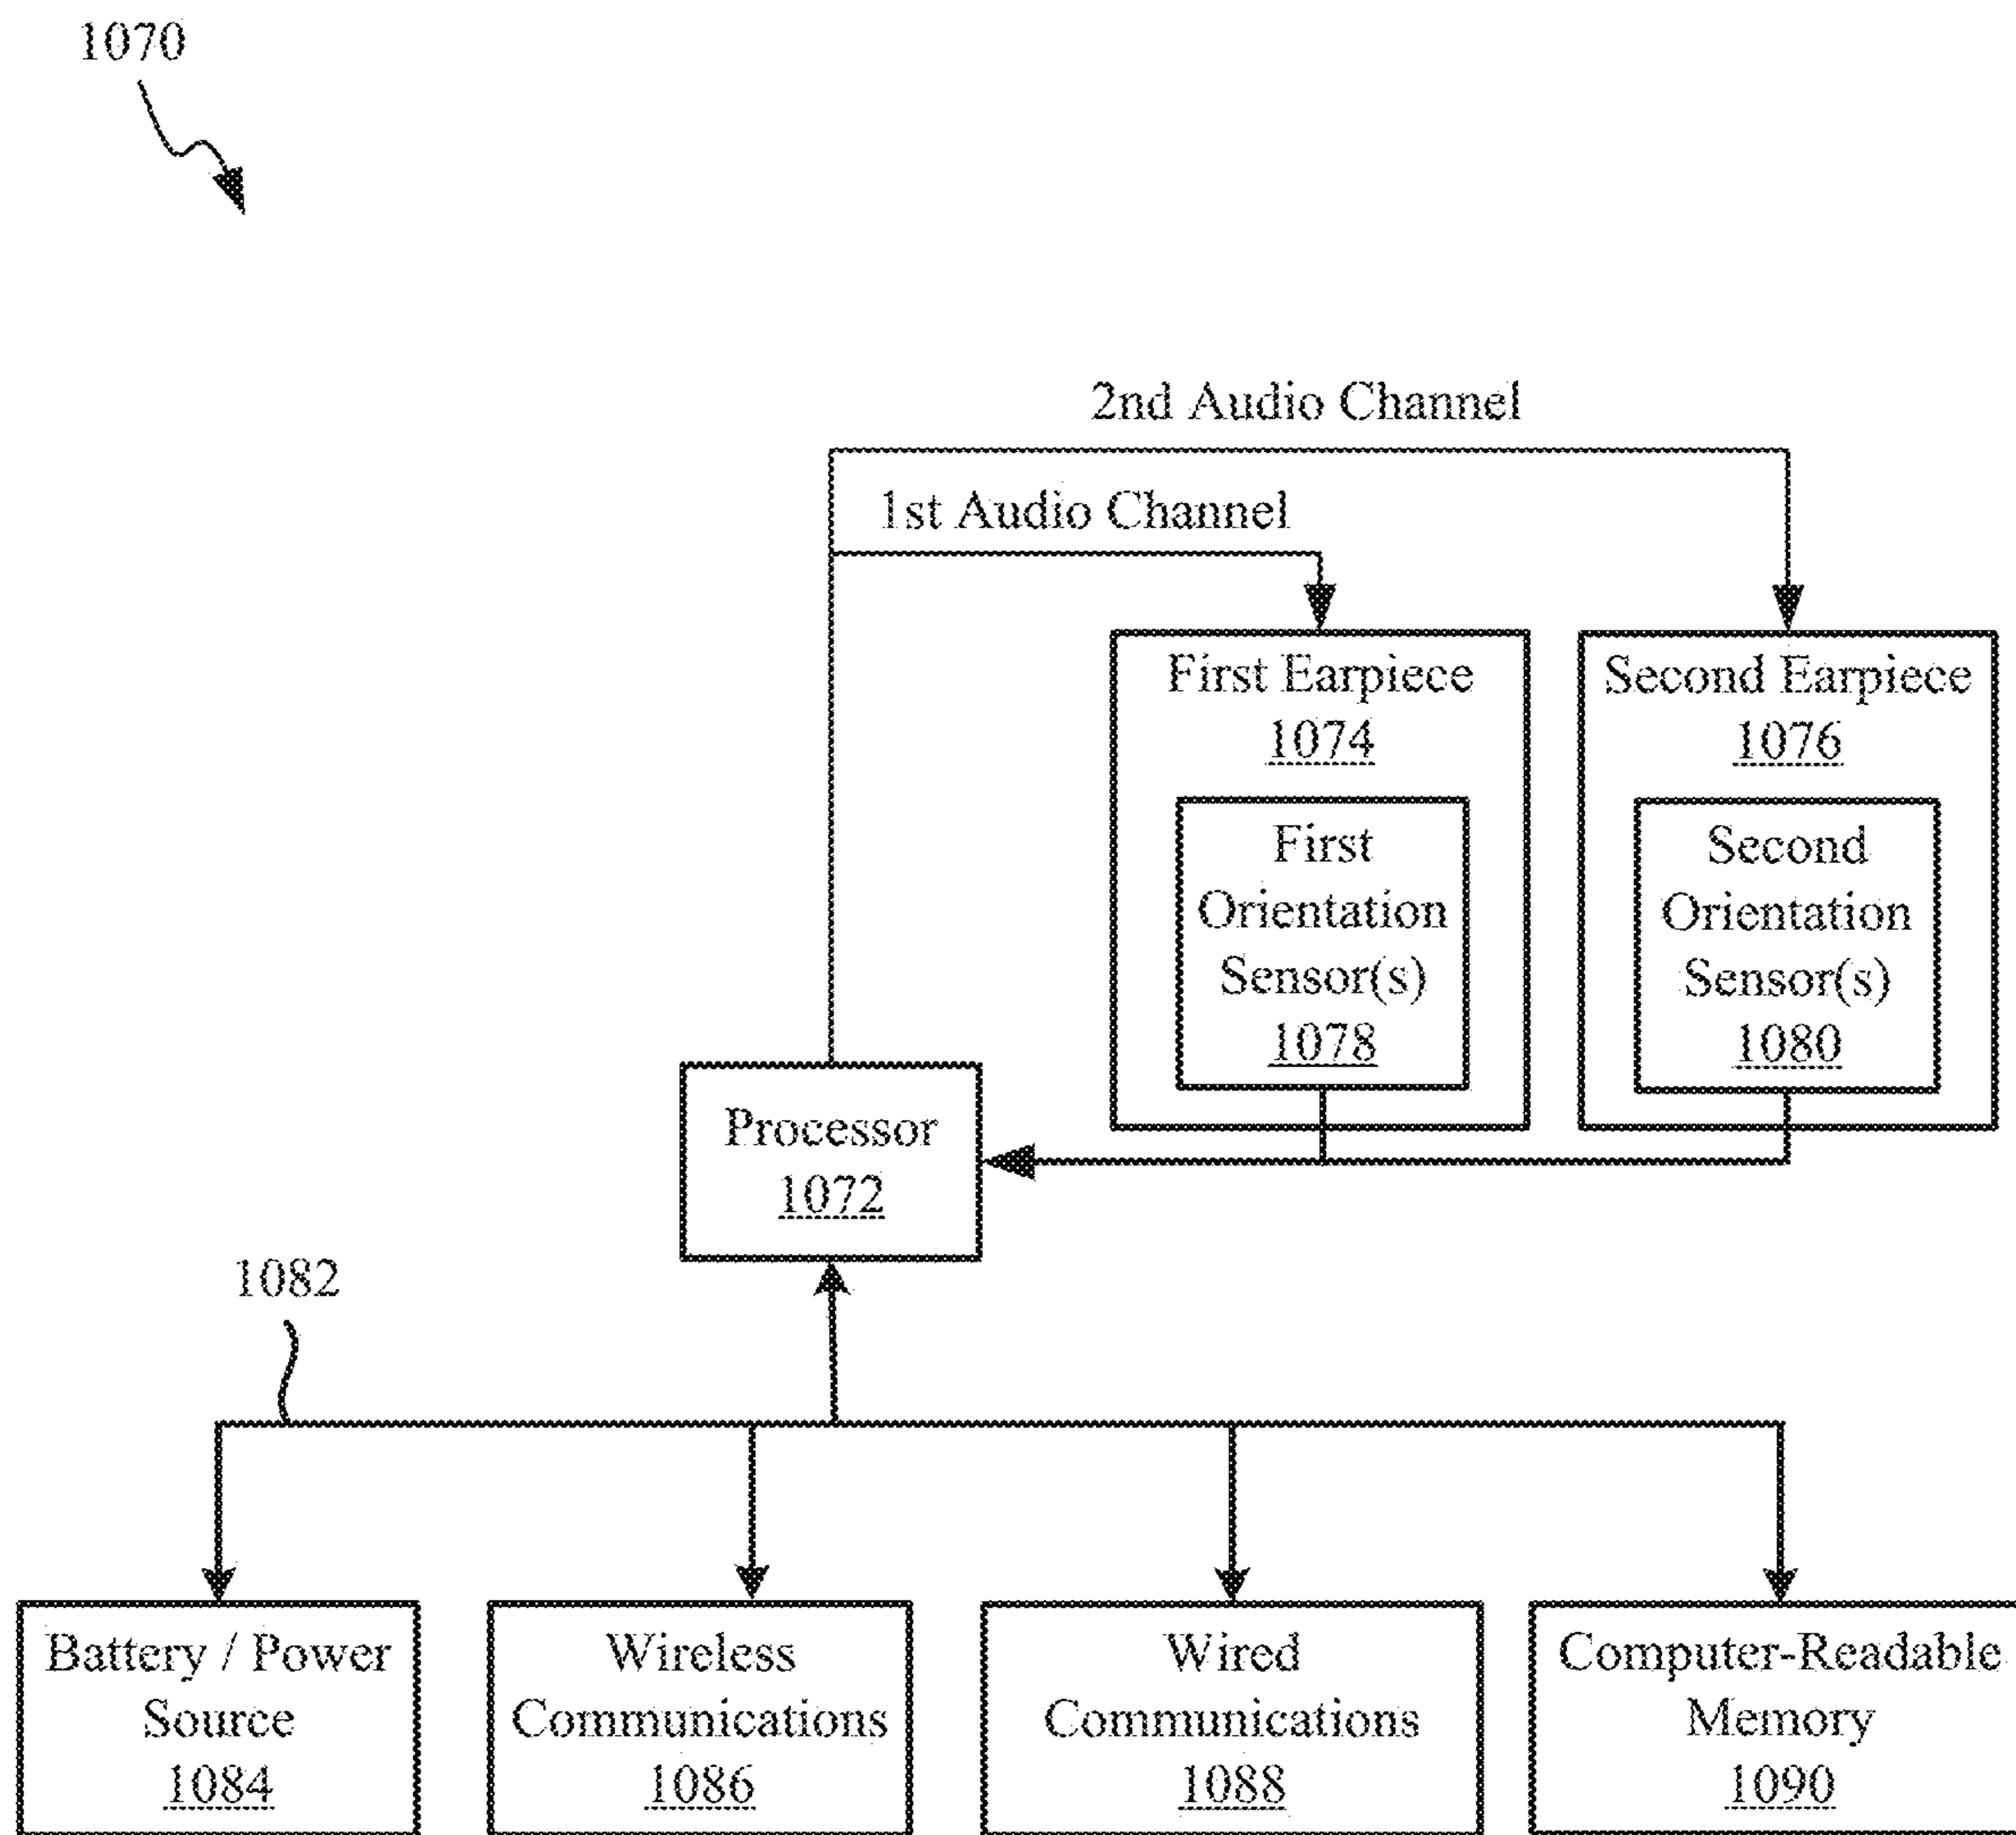 1070
2nd Audio Channel
1st Audio Channel
First Earpiece
1074
First
Orientation
Sensor(s)
1078
Second Earpiece
1076
Second
Orientation
Sensor(s)
1080
Processor
1072
1082
Battery / Power
Source
1084
Wireless
Communications
1086
Wired
Communications
1088
Computer-Readable
Memory
1090